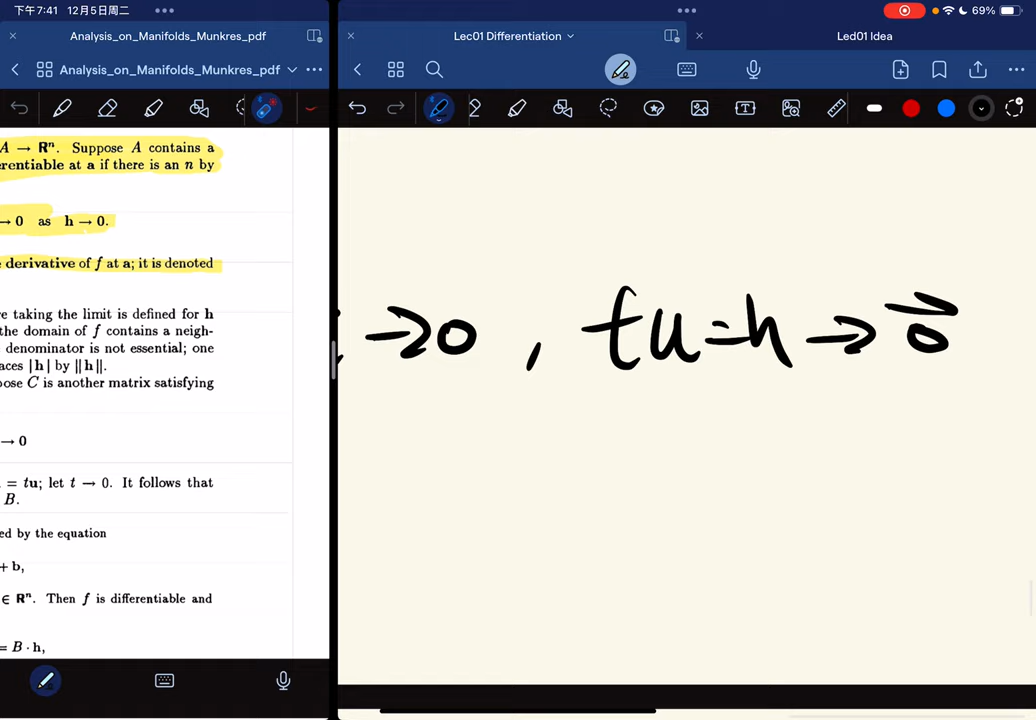 下午7:41 12月5日周二
69%
Analysis_on_Manifolds_Munkres_pdf
Lec01 Differentiation
Led01 Idea
Analysis_on_Manifolds_Munkres_pdf
A → Rⁿ. Suppose A contains a
erentiable at a if there is an n by
→ 0 as h → 0.
e derivative of f at a; it is denoted
re taking the limit is defined for h
the domain of f contains a neigh-
denominator is not essential; one
aces |h| by ‖h‖.
pose C is another matrix satisfying
→ 0
= tu; let t → 0. It follows that
B.
ed by the equation
+ b,
∈ Rⁿ. Then f is differentiable and
= B · h,
→0 , tu=h→\vec{0}